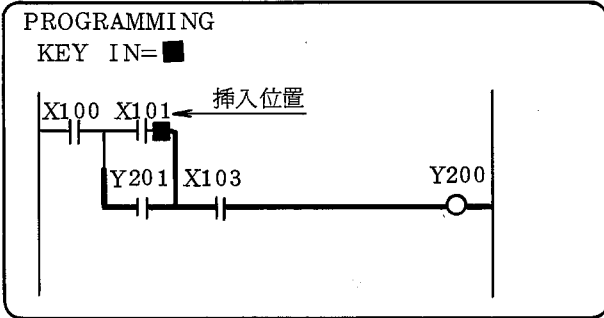 PROGRAMMING
KEY IN=
挿入位置
X100 X101
Y201 X103 Y200